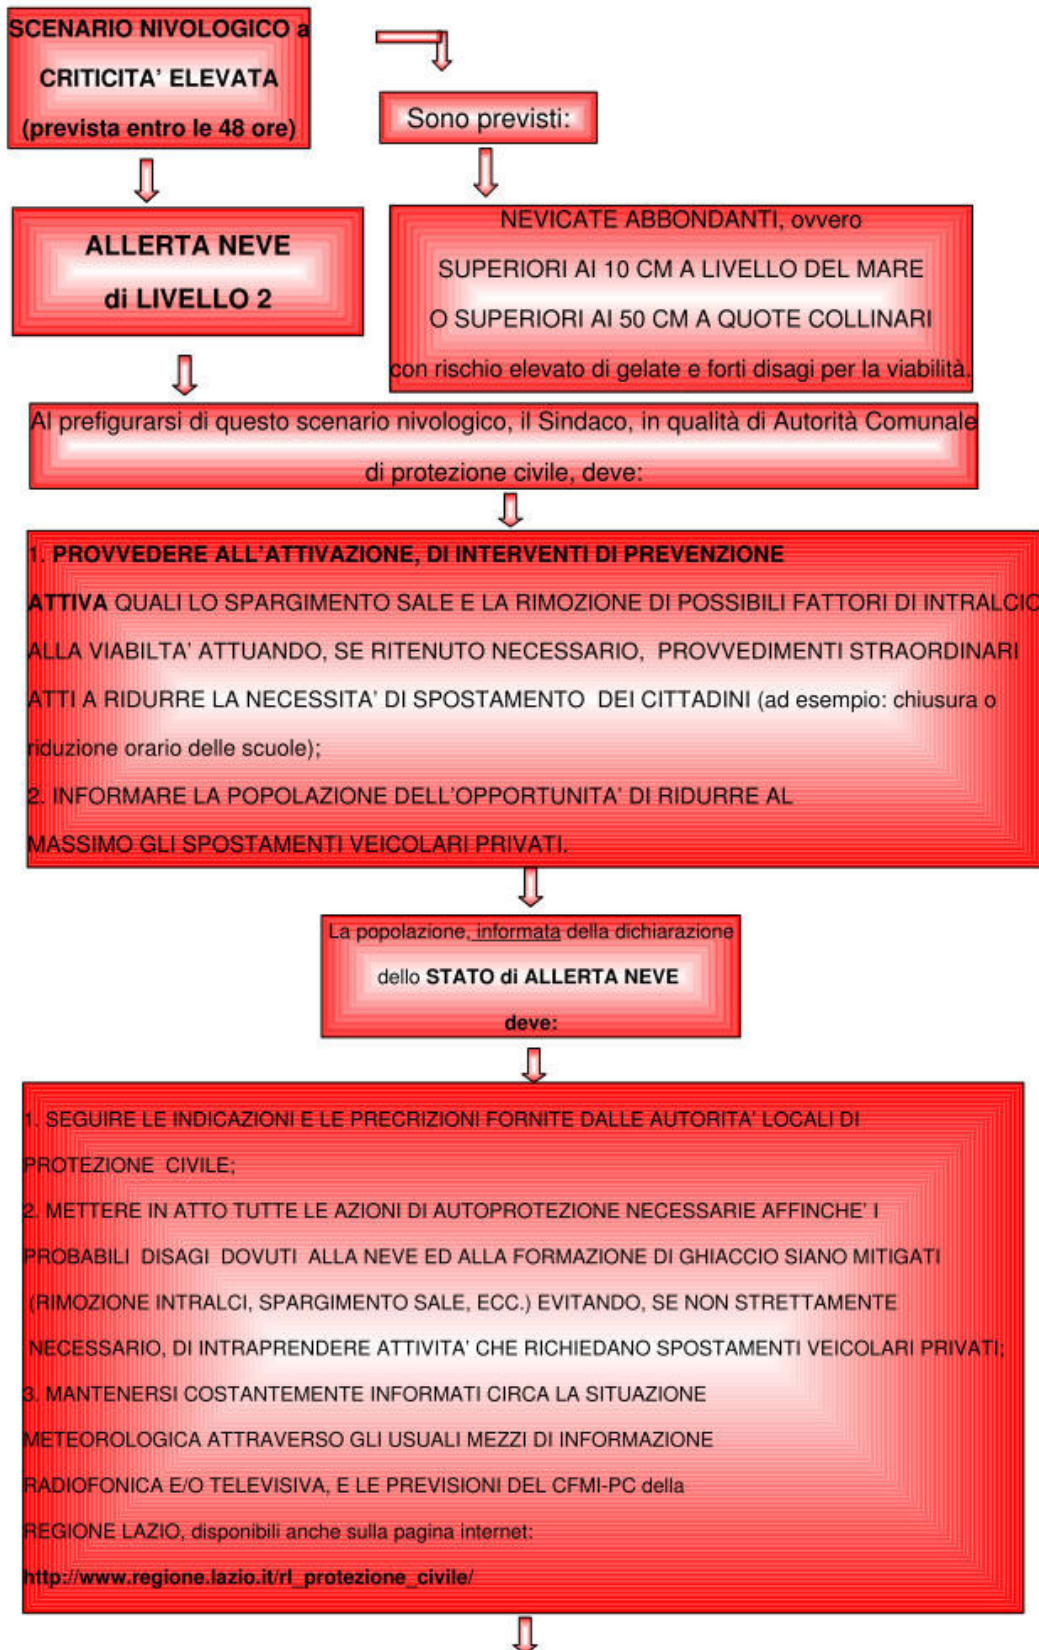 SCENARIO NIVOLOGICO a
CRITICITA' ELEVATA
(prevista entro le 48 ore)
Sono previsti:
ALLERTA NEVE
di LIVELLO 2
NEVICATE ABBONDANTI, ovvero
SUPERIORI AI 10 CM A LIVELLO DEL MARE
O SUPERIORI AI 50 CM A QUOTE COLLINARI
con rischio elevato di gelate e forti disagi per la viabilità.
Al prefigurarsi di questo scenario nivologico, il Sindaco, in qualità di Autorità Comunale
di protezione civile, deve:
1. PROVVEDERE ALL'ATTIVAZIONE, DI INTERVENTI DI PREVENZIONE
ATTIVA QUALI LO SPARGIMENTO SALE E LA RIMOZIONE DI POSSIBILI FATTORI DI INTRALCIO
ALLA VIABILTA' ATTUANDO, SE RITENUTO NECESSARIO, PROVVEDIMENTI STRAORDINARI
ATTI A RIDURRE LA NECESSITA' DI SPOSTAMENTO DEI CITTADINI (ad esempio: chiusura o
riduzione orario delle scuole);
2. INFORMARE LA POPOLAZIONE DELL'OPPORTUNITA' DI RIDURRE AL
MASSIMO GLI SPOSTAMENTI VEICOLARI PRIVATI.
La popolazione, informata della dichiarazione
dello STATO di ALLERTA NEVE
deve:
1. SEGUIRE LE INDICAZIONI E LE PRECRIZIONI FORNITE DALLE AUTORITA' LOCALI DI
PROTEZIONE CIVILE;
2. METTERE IN ATTO TUTTE LE AZIONI DI AUTOPROTEZIONE NECESSARIE AFFINCHE' I
PROBABILI DISAGI DOVUTI ALLA NEVE ED ALLA FORMAZIONE DI GHIACCIO SIANO MITIGATI
(RIMOZIONE INTRALCI, SPARGIMENTO SALE, ECC.) EVITANDO, SE NON STRETTAMENTE
NECESSARIO, DI INTRAPRENDERE ATTIVITA' CHE RICHIEDANO SPOSTAMENTI VEICOLARI PRIVATI;
3. MANTENERSI COSTANTEMENTE INFORMATI CIRCA LA SITUAZIONE
METEOROLOGICA ATTRAVERSO GLI USUALI MEZZI DI INFORMAZIONE
RADIOFONICA E/O TELEVISIVA, E LE PREVISIONI DEL CFMI-PC della
REGIONE LAZIO, disponibili anche sulla pagina internet:
http://www.regione.lazio.it/rl_protezione_civile/